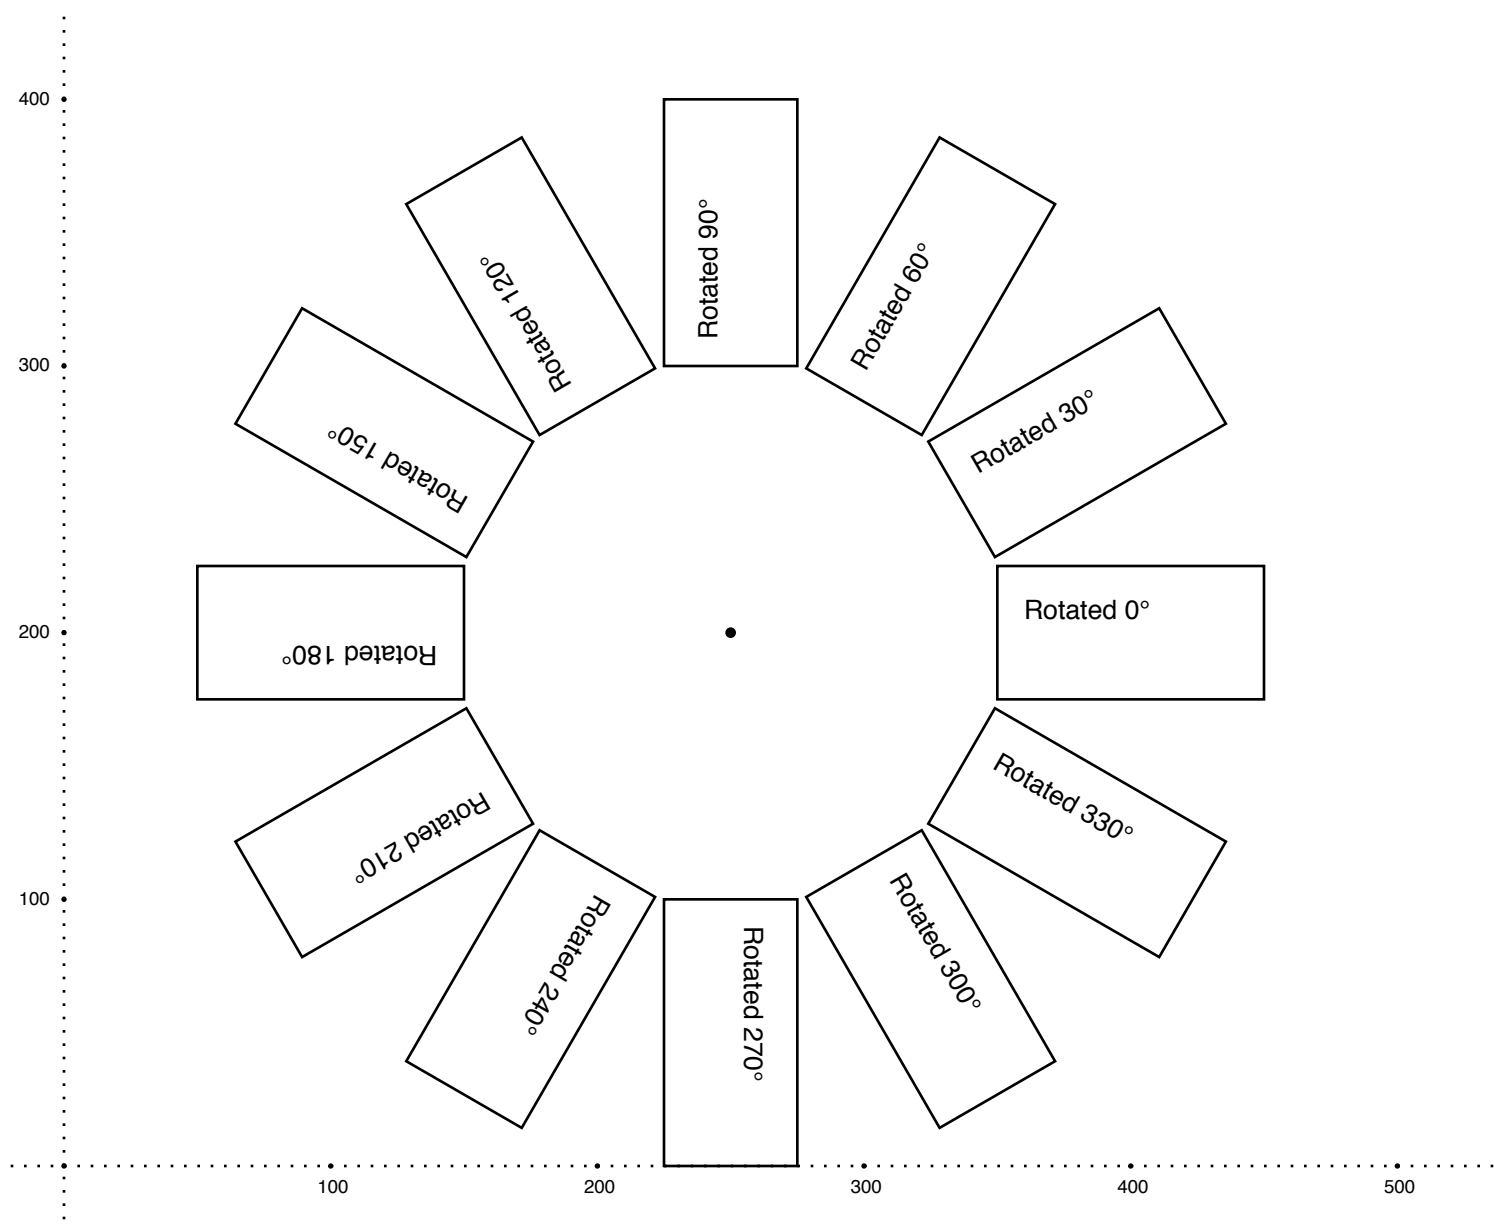 400
Rotated 90°
Rotated 120°
Rotated 60°
300
Rotated 150°
Rotated 30°
200
Rotated 180°
Rotated 0°
Rotated 210°
Rotated 330°
100
Rotated 240°
Rotated 270°
Rotated 300°
100
200
300
400
500